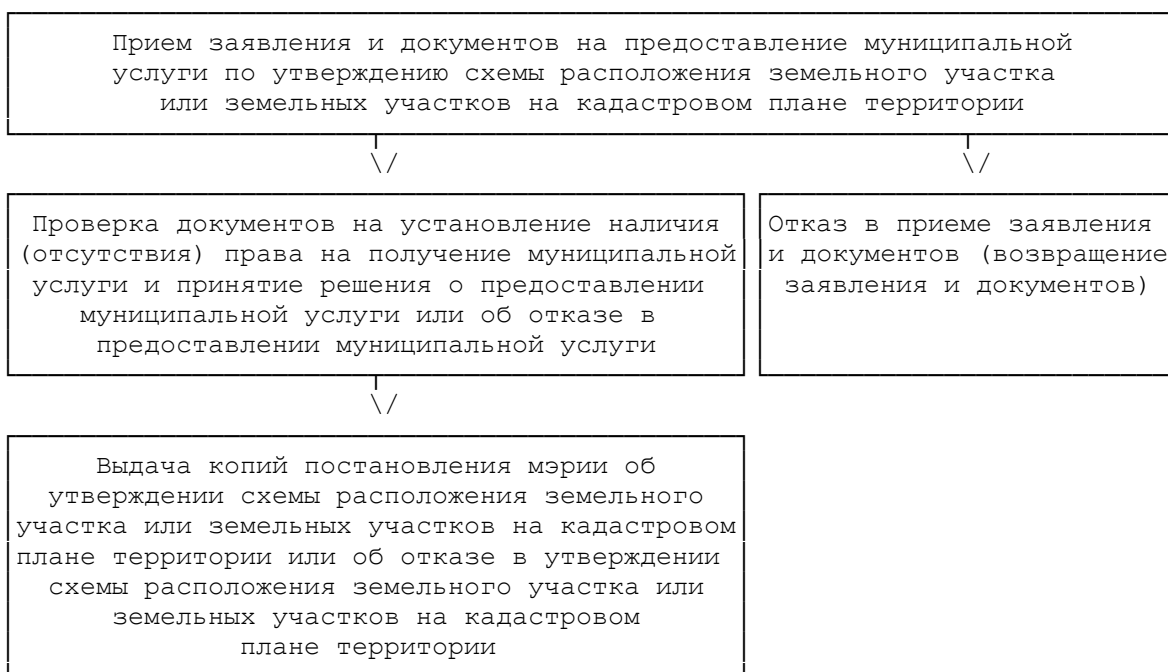 Прием заявления и документов на предоставление муниципальной
услуги по утверждению схемы расположения земельного участка
или земельных участков на кадастровом плане территории
\/
\/
Проверка документов на установление наличия
(отсутствия) права на получение муниципальной
услуги и принятие решения о предоставлении
муниципальной услуги или об отказе в
предоставлении муниципальной услуги
Отказ в приеме заявления
и документов (возвращение
заявления и документов)
\/
Выдача копий постановления мэрии об
утверждении схемы расположения земельного
участка или земельных участков на кадастровом
плане территории или об отказе в утверждении
схемы расположения земельного участка или
земельных участков на кадастровом
плане территории